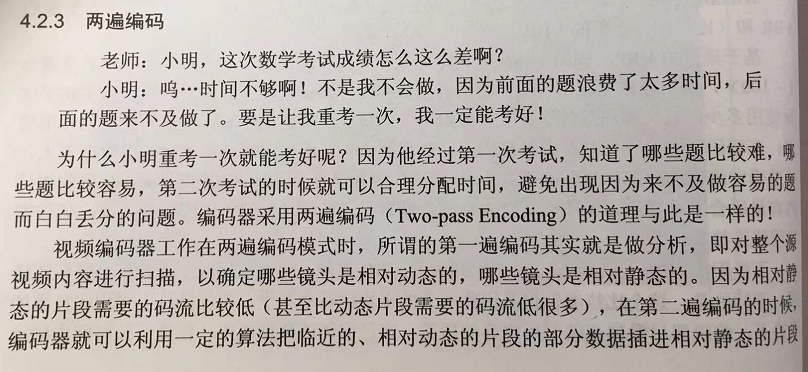 4.2.3 两遍编码
老师：小明，这次数学考试成绩怎么这么差啊？
小明：呜…时间不够啊！不是我不会做，因为前面的题浪费了太多时间，后
面的题来不及做了。要是让我重考一次，我一定能考好！
为什么小明重考一次就能考好呢？因为他经过第一次考试，知道了哪些题比较难，哪
些题比较容易，第二次考试的时候就可以合理分配时间，避免出现因为来不及做容易的题
而白白丢分的问题。编码器采用两遍编码（Two-pass Encoding）的道理与此是一样的！
视频编码器工作在两遍编码模式时，所谓的第一遍编码其实就是做分析，即对整个源
视频内容进行扫描，以确定哪些镜头是相对动态的，哪些镜头是相对静态的。因为相对静
态的片段需要的码流比较低（甚至比动态片段需要的码流低很多），在第二遍编码的时候，
编码器就可以利用一定的算法把临近的、相对动态的片段的部分数据插进相对静态的片段